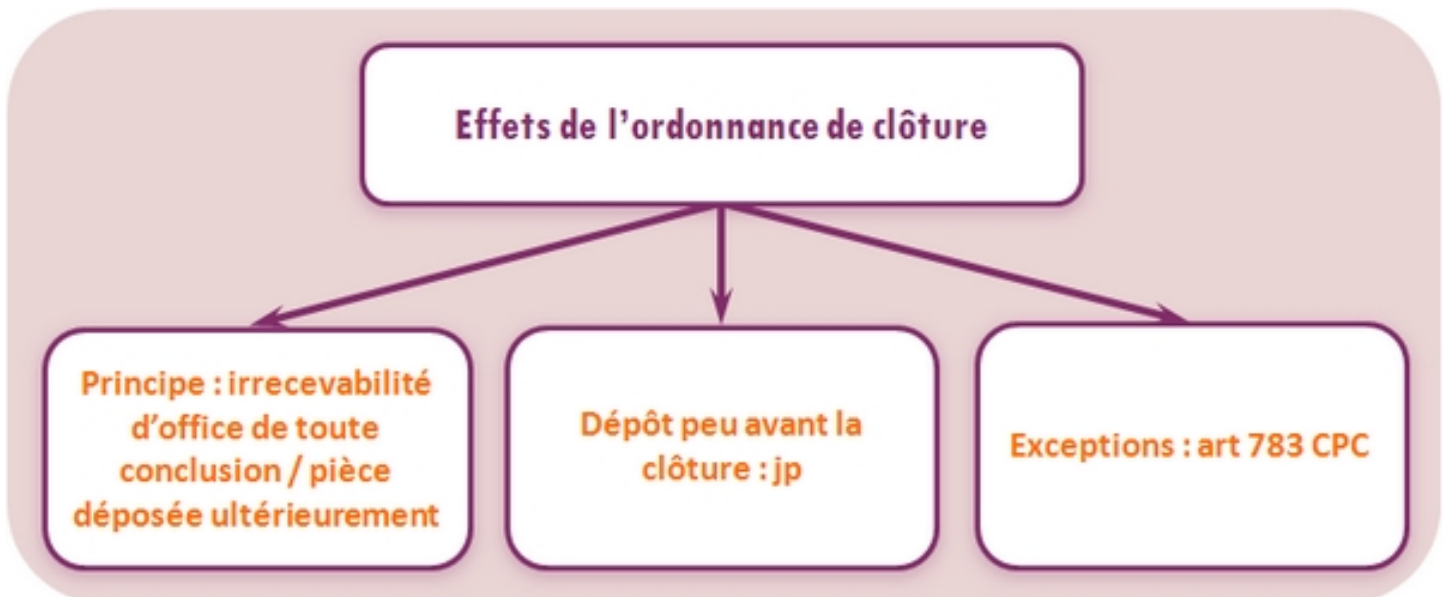 Effets de l’ordonnance de clôture
Principe : irrecevabilité
d’office de toute
conclusion / pièce
déposée ultérieurement
Dépôt peu avant la
clôture : jp
Exceptions : art 783 CPC